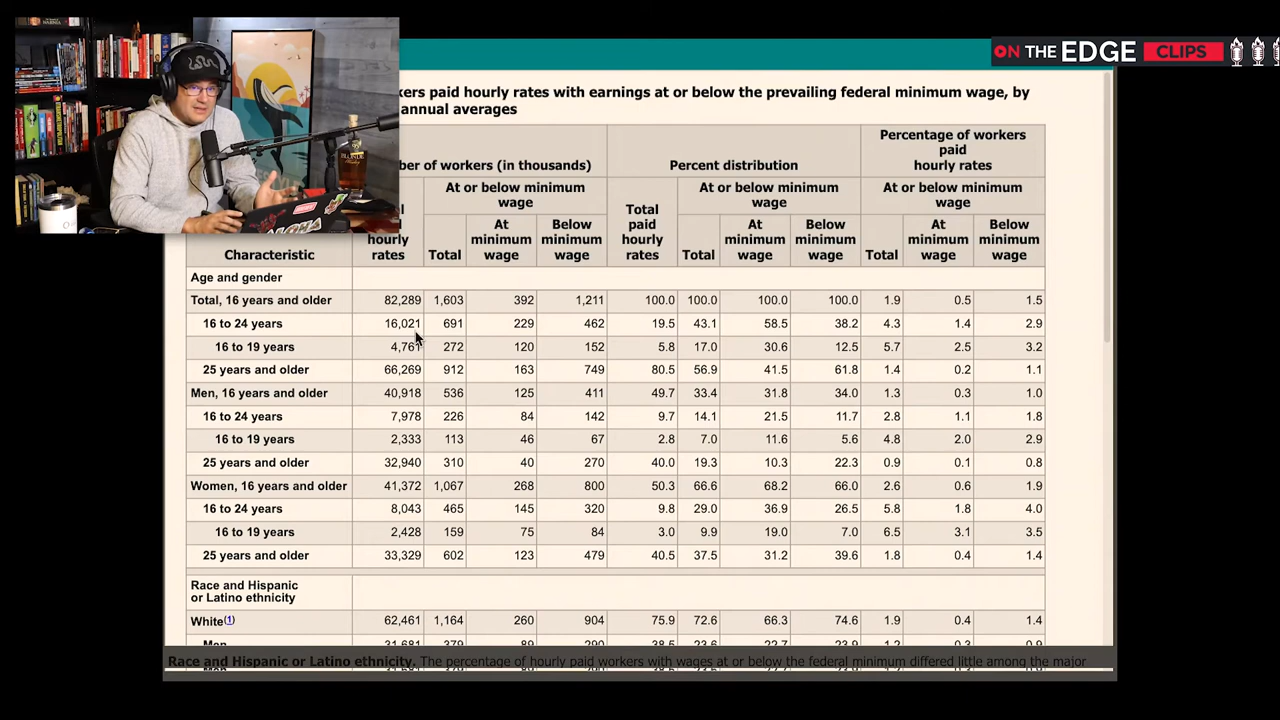 ON THE EDGE CLIPS
kers paid hourly rates with earnings at or below the prevailing federal minimum wage, by
annual averages
ber of workers (in thousands) Percent distribution Percentage of workers paid hourly rates
At or below minimum wage At or below minimum wage At or below minimum wage
Characteristic hourly rates Total At minimum wage Below minimum wage Total paid hourly rates Total At minimum wage Below minimum wage Total At minimum wage Below minimum wage
Age and gender
Total, 16 years and older 82,289 1,603 392 1,211 100.0 100.0 100.0 100.0 1.9 0.5 1.5
16 to 24 years 16,021 691 229 462 19.5 43.1 58.5 38.2 4.3 1.4 2.9
16 to 19 years 4,761 272 120 152 5.8 17.0 30.6 12.5 5.7 2.5 3.2
25 years and older 66,269 912 163 749 80.5 56.9 41.5 61.8 1.4 0.2 1.1
Men, 16 years and older 40,918 536 125 411 49.7 33.4 31.8 34.0 1.3 0.3 1.0
16 to 24 years 7,978 226 84 142 9.7 14.1 21.5 11.7 2.8 1.1 1.8
16 to 19 years 2,333 113 46 67 2.8 7.0 11.6 5.6 4.8 2.0 2.9
25 years and older 32,940 310 40 270 40.0 19.3 10.3 22.3 0.9 0.1 0.8
Women, 16 years and older 41,372 1,067 268 800 50.3 66.6 68.2 66.0 2.6 0.6 1.9
16 to 24 years 8,043 465 145 320 9.8 29.0 36.9 26.5 5.8 1.8 4.0
16 to 19 years 2,428 159 75 84 3.0 9.9 19.0 7.0 6.5 3.1 3.5
25 years and older 33,329 602 123 479 40.5 37.5 31.2 39.6 1.8 0.4 1.4
Race and Hispanic
or Latino ethnicity
White(1) 62,461 1,164 260 904 75.9 72.6 66.3 74.6 1.9 0.4 1.4
Race and Hispanic or Latino ethnicity. The percentage of hourly paid workers with wages at or below the federal minimum differed little among the major